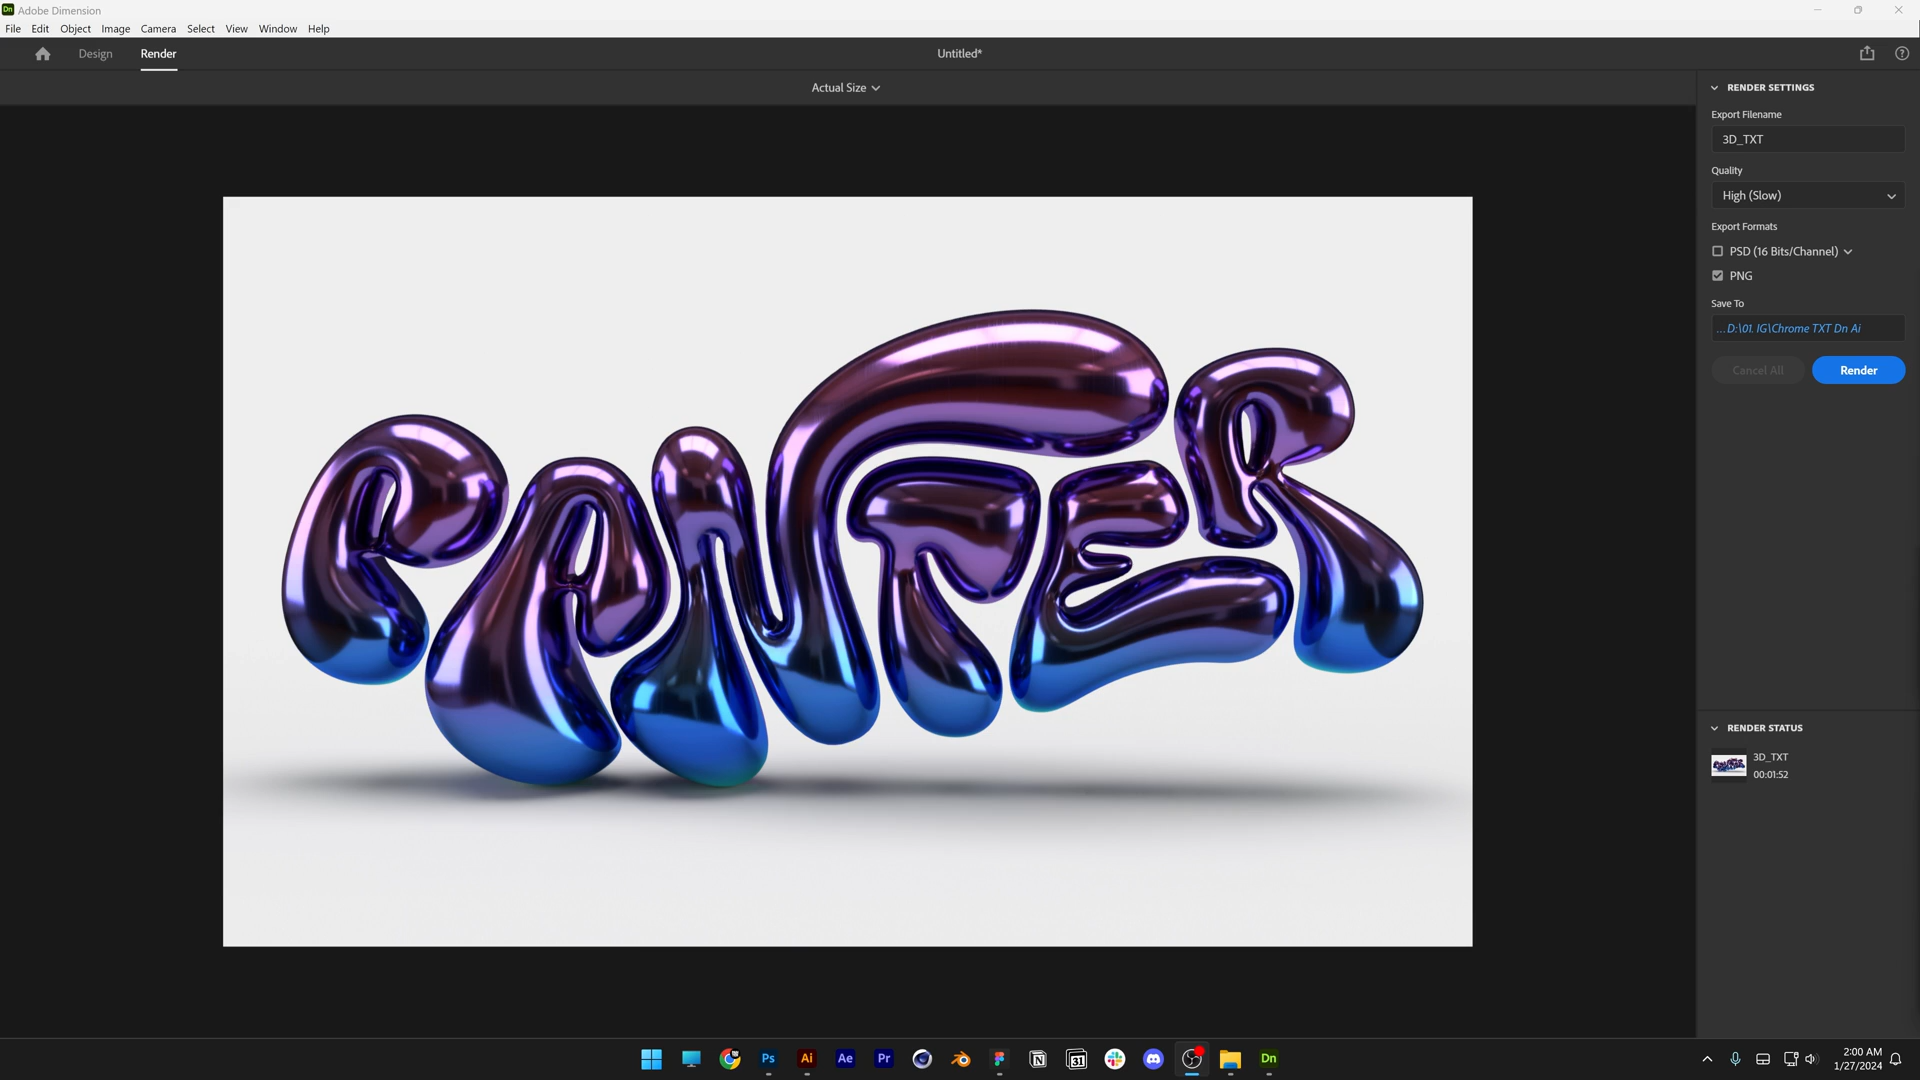 Dn Adobe Dimension
File Edit Object Image Camera Select View Window Help
Design Render Untitled*
Actual Size
RENDER SETTINGS
Export Filename
3D_TXT
Quality
High (Slow)
Export Formats
PSD (16 Bits/Channel)
PNG
Save To
...D:\01. IG\Chrome TXT Dn Ai
Cancel All Render
PANTER
RENDER STATUS
3D_TXT
00:01:52
Ps Ai Ae Pr N 31 Dn
2:00 AM
1/27/2024